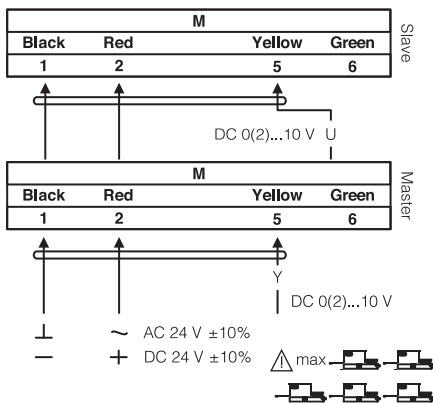 M
Black Red Yellow Green
1 2 5 6
Slave
DC 0(2)...10 V U
M
Black Red Yellow Green
1 2 5 6
Master
Y
DC 0(2)...10 V
⊥ ~ AC 24 V ±10%
− + DC 24 V ±10%
max